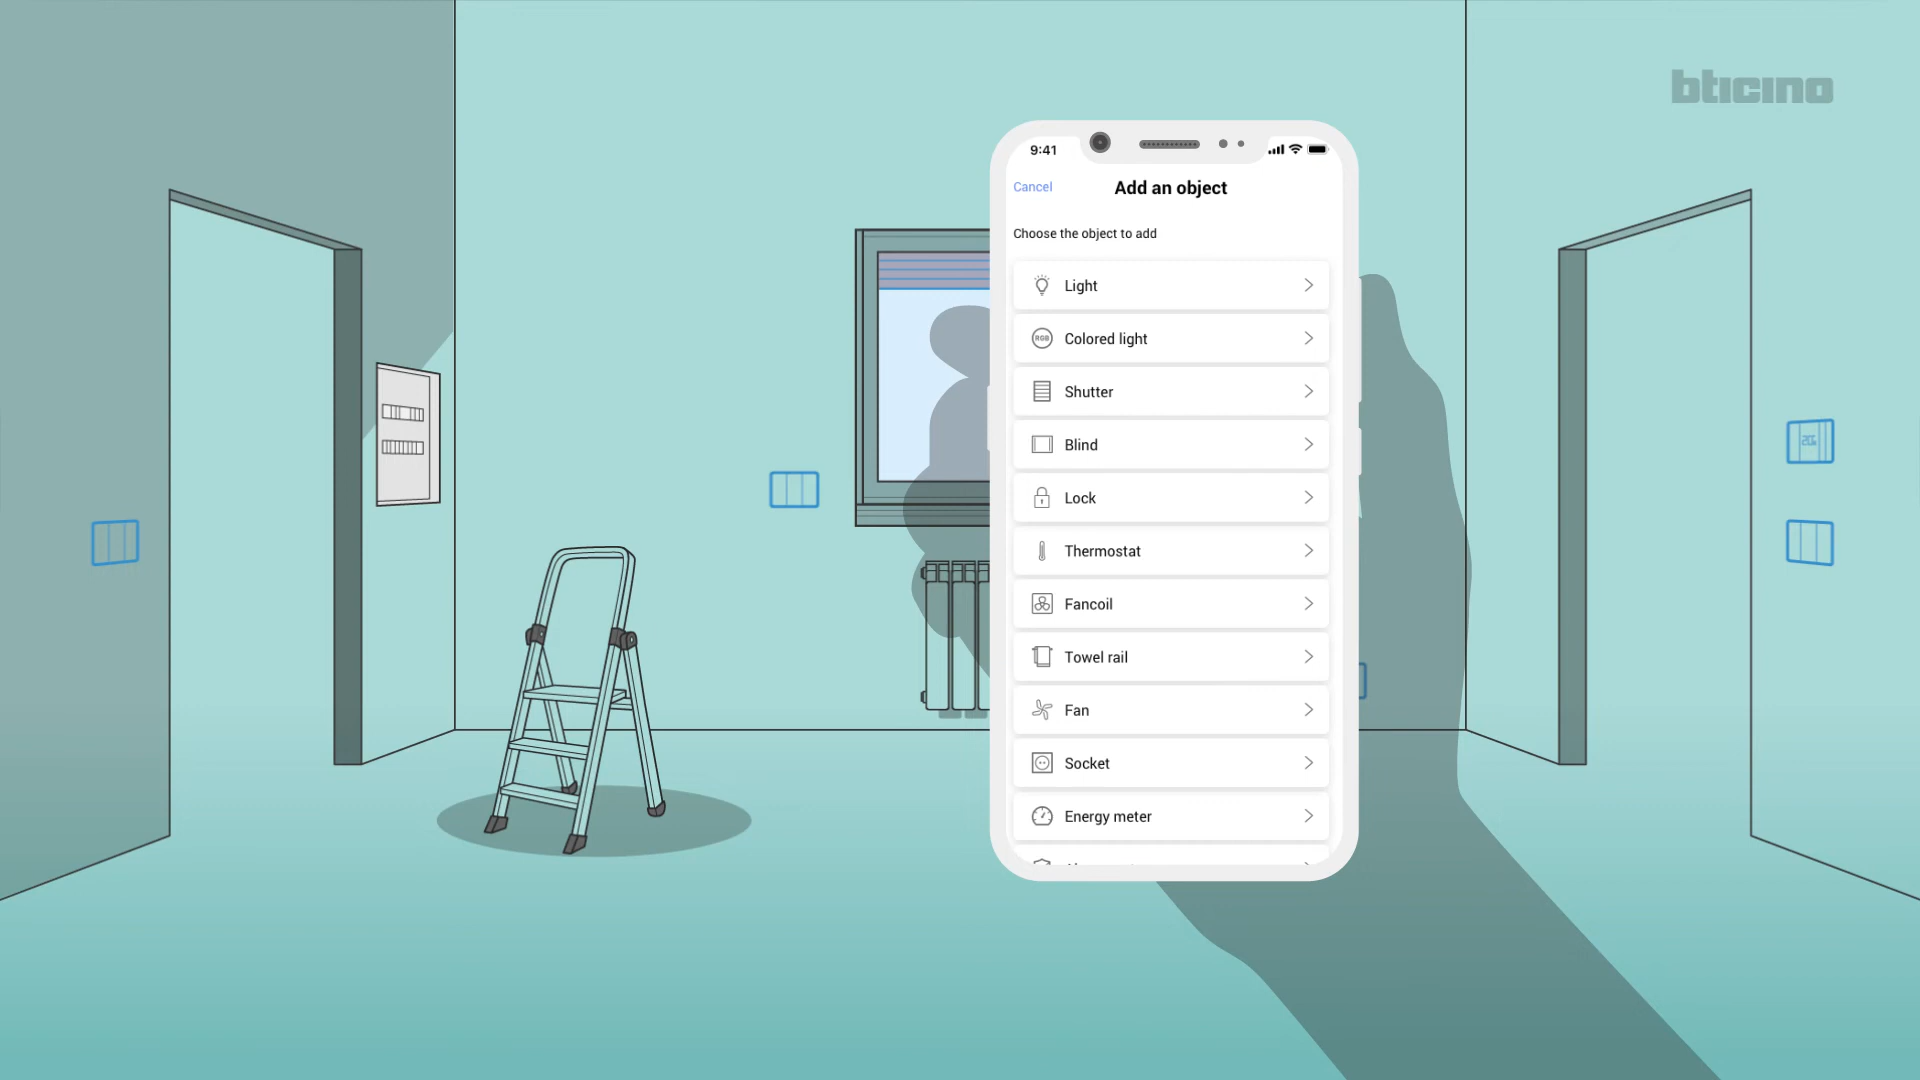 bticino
9:41
Cancel
Add an object
Choose the object to add
Light
RGB
Colored light
Shutter
Blind
Lock
Thermostat
Fancoil
Towel rail
Fan
Socket
Energy meter